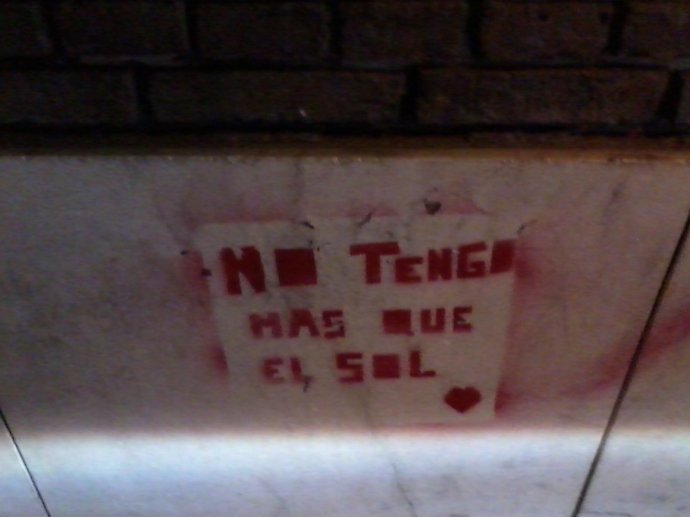 NO TENGO
MAS QUE
EL SOL